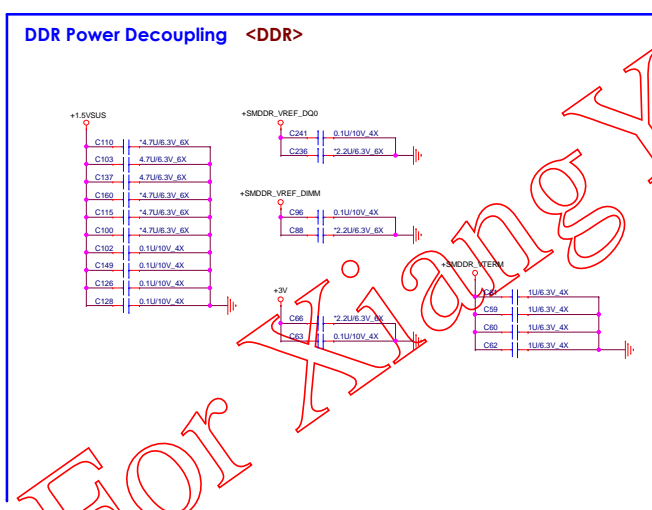 DDR Power Decoupling <DDR>
+1.5VSUS
C110 *4.7U/6.3V_6X
C103 4.7U/6.3V_6X
C137 4.7U/6.3V_6X
C160 *4.7U/6.3V_6X
C115 *4.7U/6.3V_6X
C100 *4.7U/6.3V_6X
C102 0.1U/10V_4X
C149 0.1U/10V_4X
C126 0.1U/10V_4X
C128 0.1U/10V_4X
+SMDDR_VREF_DQ0
C241 0.1U/10V_4X
C236 *2.2U/6.3V_6X
+SMDDR_VREF_DIMM
C96 0.1U/10V_4X
C88 *2.2U/6.3V_6X
+3V
C66 *2.2U/6.3V_6X
C63 0.1U/10V_4X
+SMDDR_VTERM
C61 1U/6.3V_4X
C59 1U/6.3V_4X
C60 1U/6.3V_4X
C62 1U/6.3V_4X
For Xiang